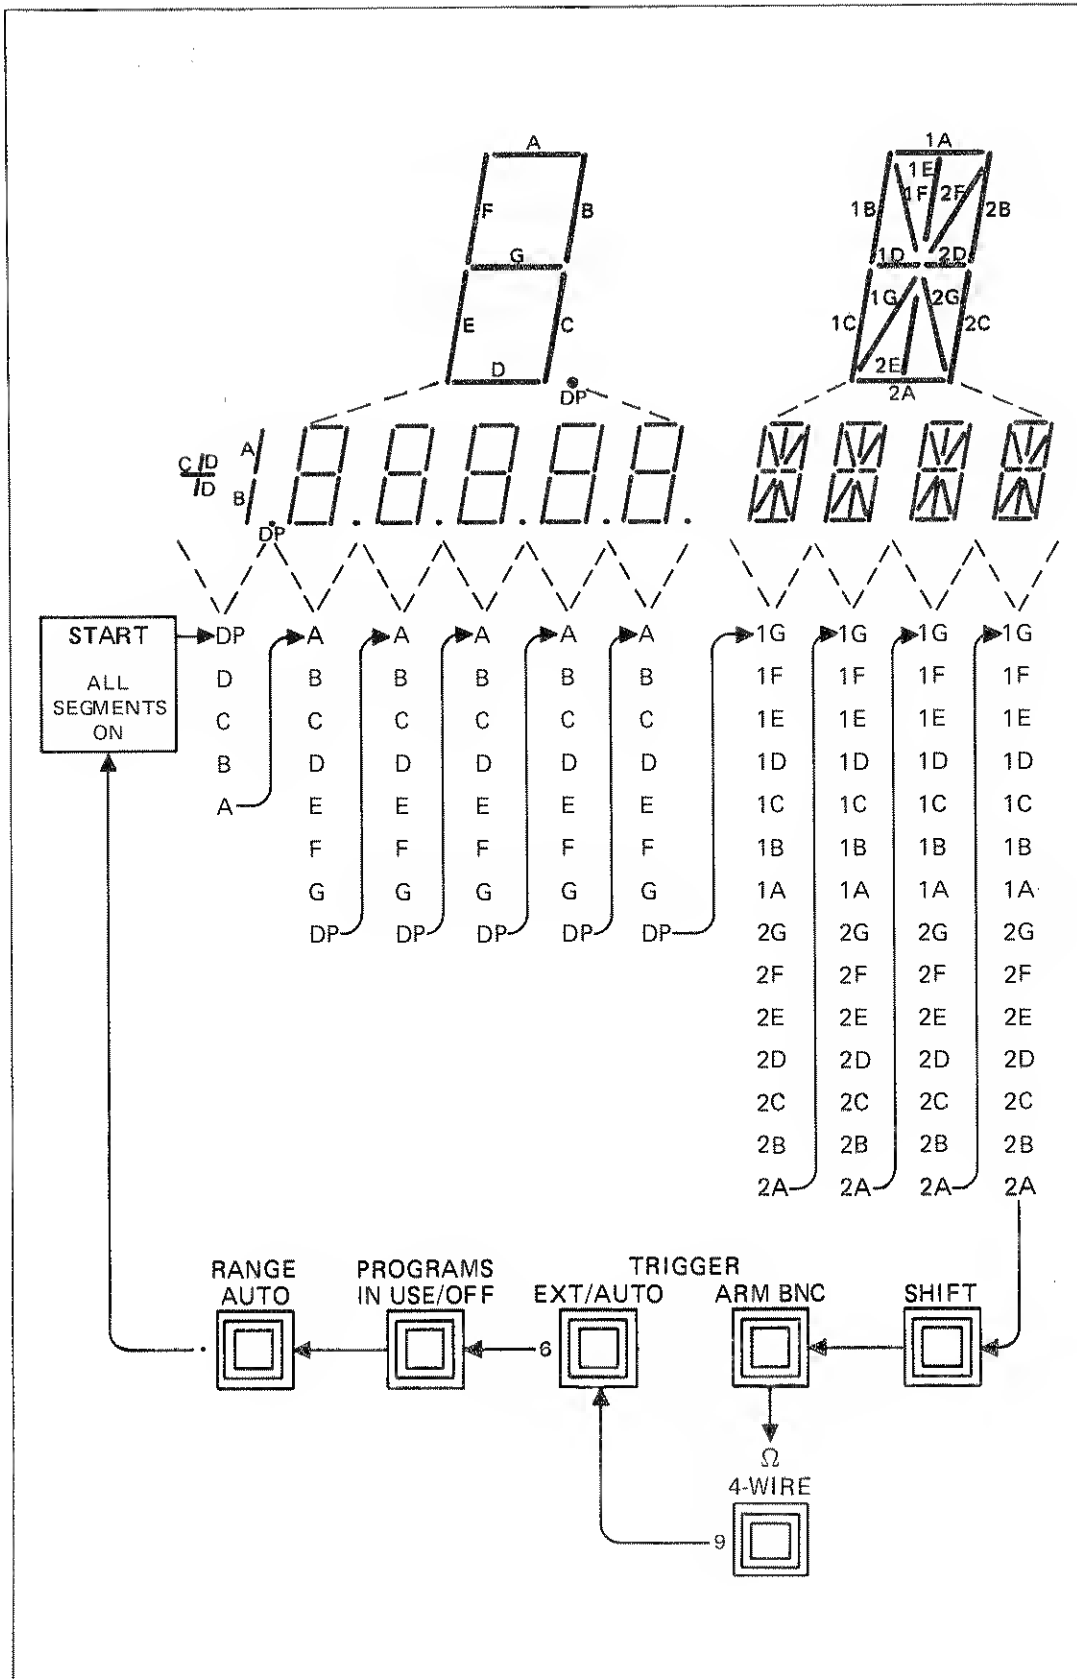 A
F
B
G
E
C
D
DP
1A
1E
1F
2F
1B
2B
1D
2D
1G
2G
1C
2C
2E
2A
C
D
D
A
B
DP
START
ALL
SEGMENTS
ON
DP A A A A A 1G 1G 1G 1G
D B B B B B 1F 1F 1F 1F
C C C C C C 1E 1E 1E 1E
B D D D D D 1D 1D 1D 1D
A E E E E E 1C 1C 1C 1C
F F F F F 1B 1B 1B 1B
G G G G G 1A 1A 1A 1A
DP DP DP DP DP 2G 2G 2G 2G
2F 2F 2F 2F
2E 2E 2E 2E
2D 2D 2D 2D
2C 2C 2C 2C
2B 2B 2B 2B
2A 2A 2A 2A
RANGE
AUTO
PROGRAMS
IN USE/OFF
TRIGGER
EXT/AUTO
ARM BNC
SHIFT
.
6
Ω
4-WIRE
9